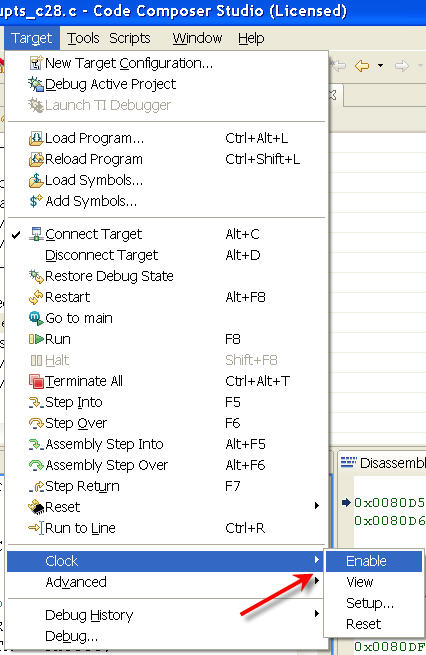 upts_c28.c - Code Composer Studio (Licensed)
Target Tools Scripts Window Help
New Target Configuration...
Debug Active Project
Launch TI Debugger
Load Program... Ctrl+Alt+L
Reload Program Ctrl+Shift+L
Load Symbols...
Add Symbols...
Connect Target Alt+C
Disconnect Target Alt+D
Restore Debug State
Restart Alt+F8
Go to main
Run F8
Halt Shift+F8
Terminate All Ctrl+Alt+T
Step Into F5
Step Over F6
Assembly Step Into Alt+F5
Assembly Step Over Alt+F6
Step Return F7
Reset
Run to Line Ctrl+R
Clock
Advanced
Debug History
Debug...
Disassembl
0x0080D5
0x0080D6
Enable
View
Setup...
Reset
0x0080DF